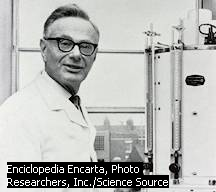 Enciclopedia Encarta, Photo
Researchers, Inc./Science Source